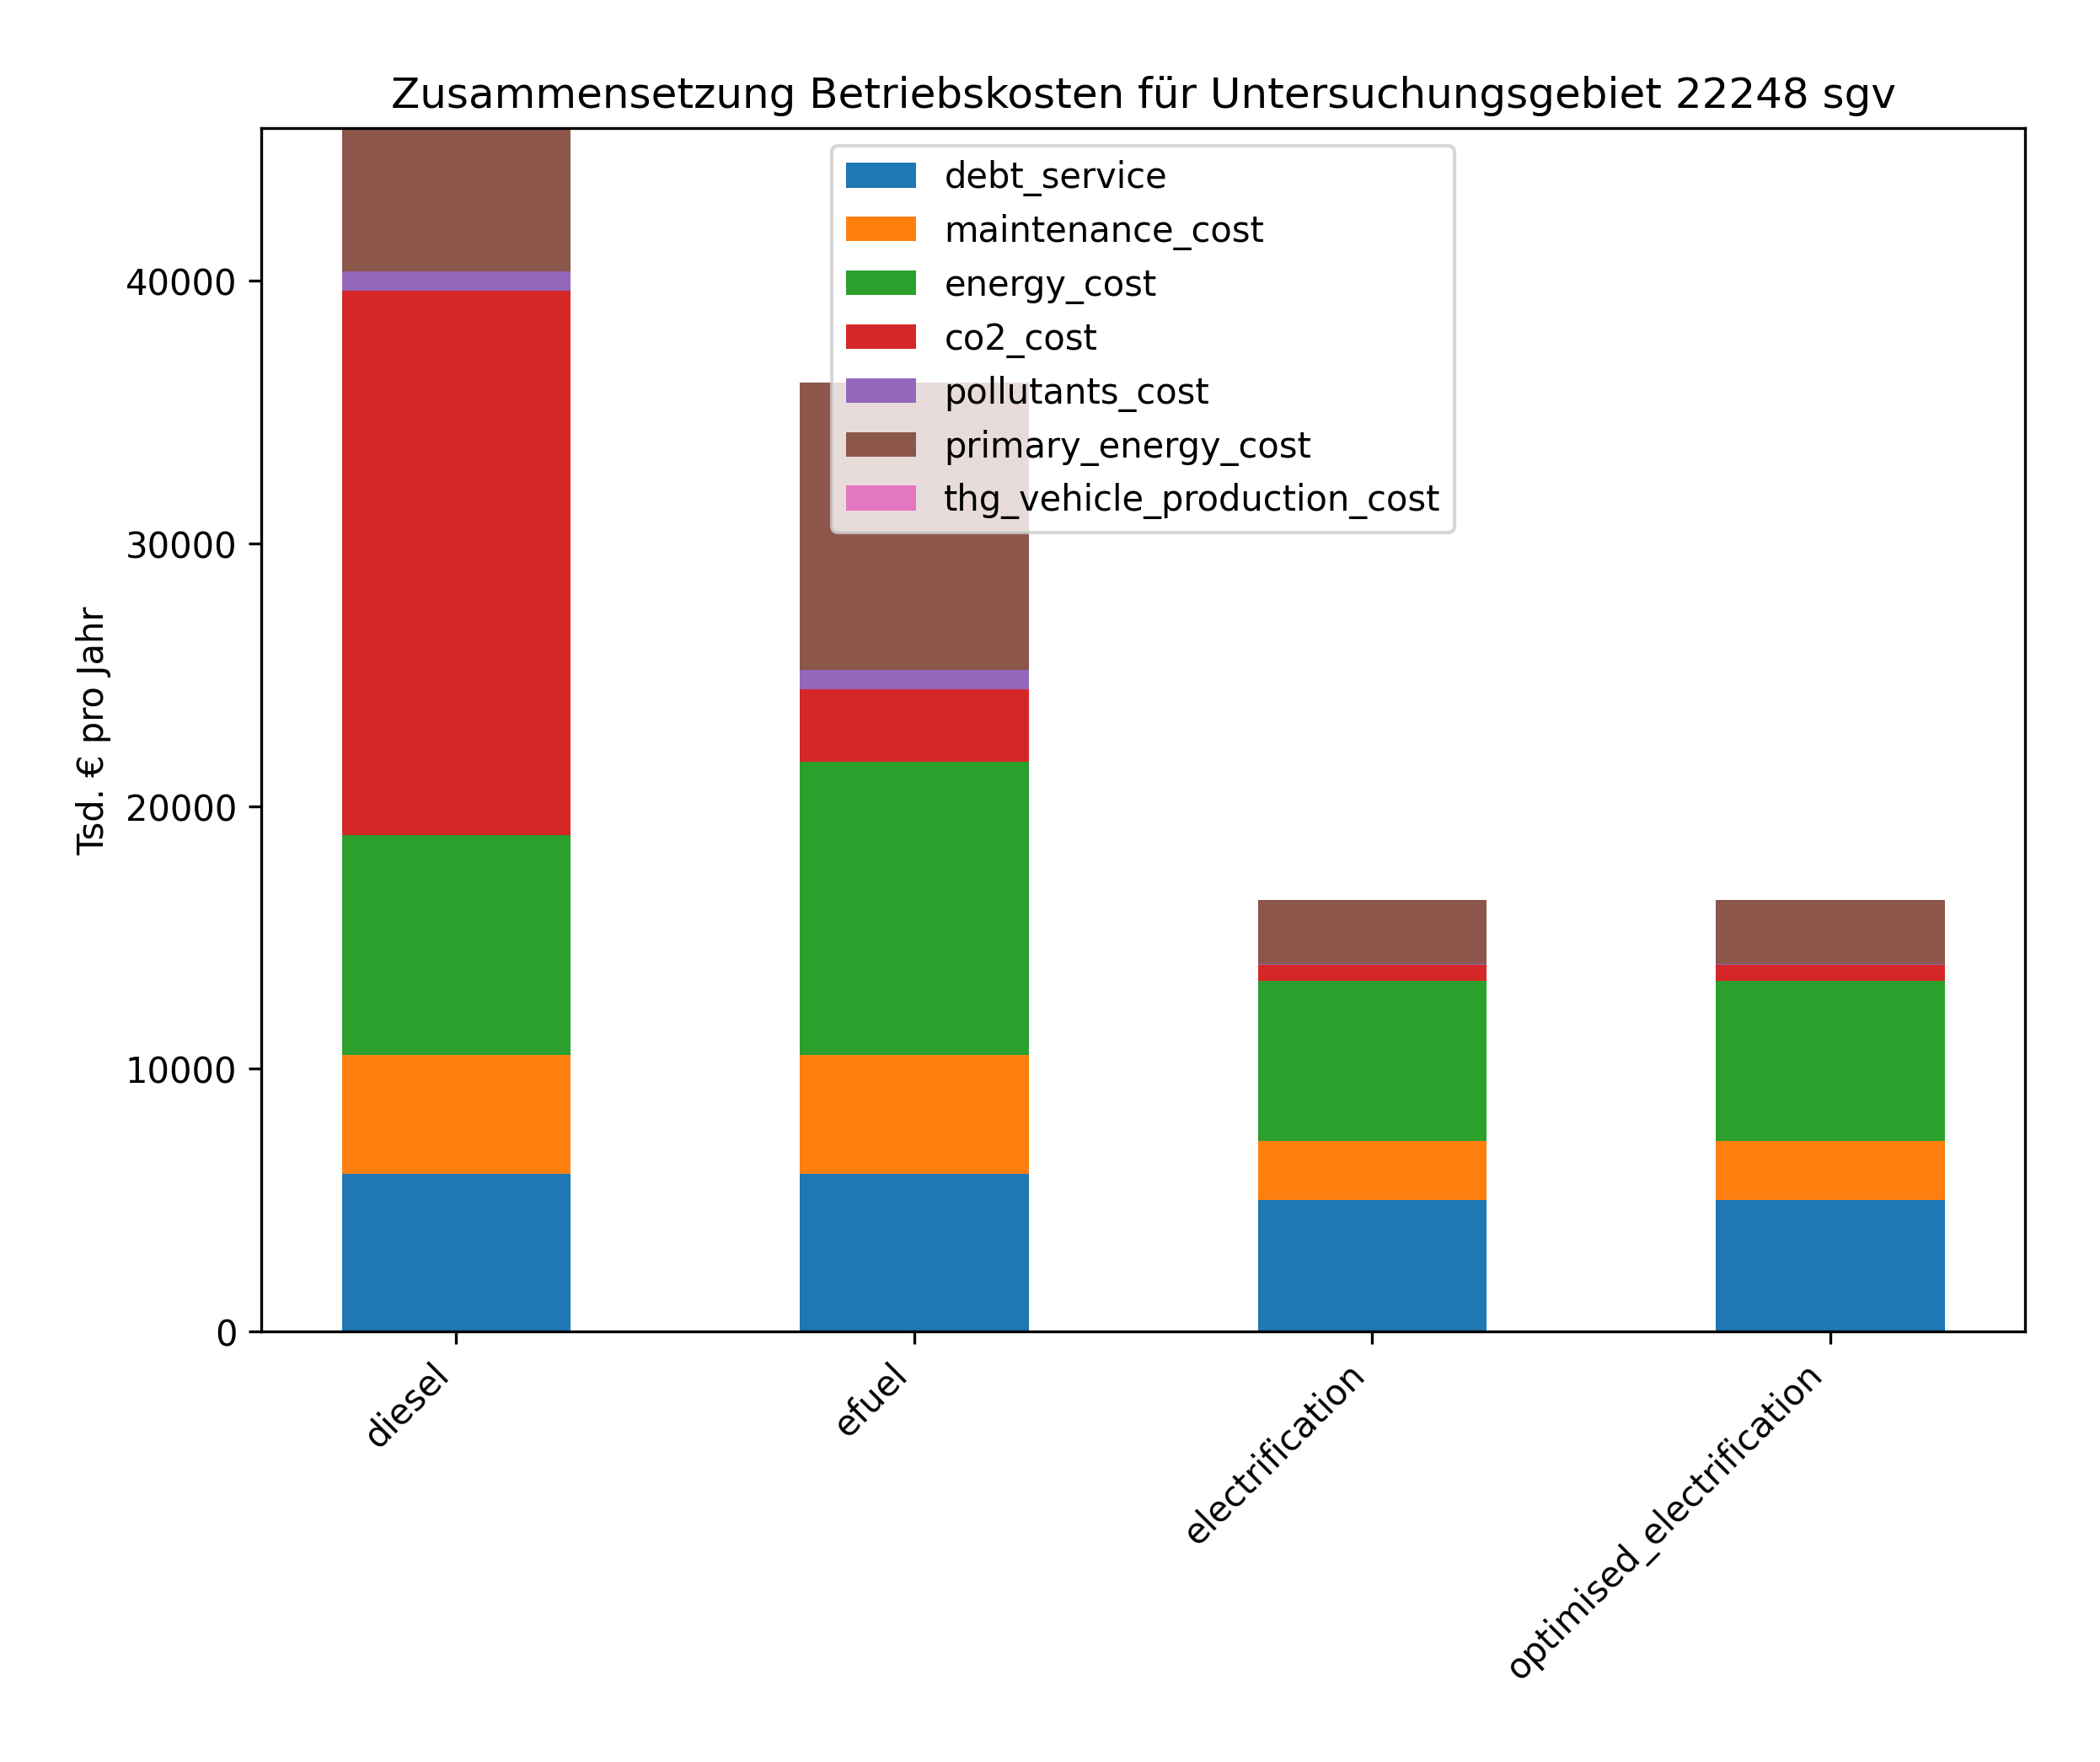 Zusammensetzung Betriebskosten für Untersuchungsgebiet 22248 sgv
debt_service
maintenance_cost
energy_cost
co2_cost
pollutants_cost
primary_energy_cost
thg_vehicle_production_cost
Tsd. € pro Jahr
40000
30000
20000
10000
0
diesel
efuel
electrification
optimised_electrification